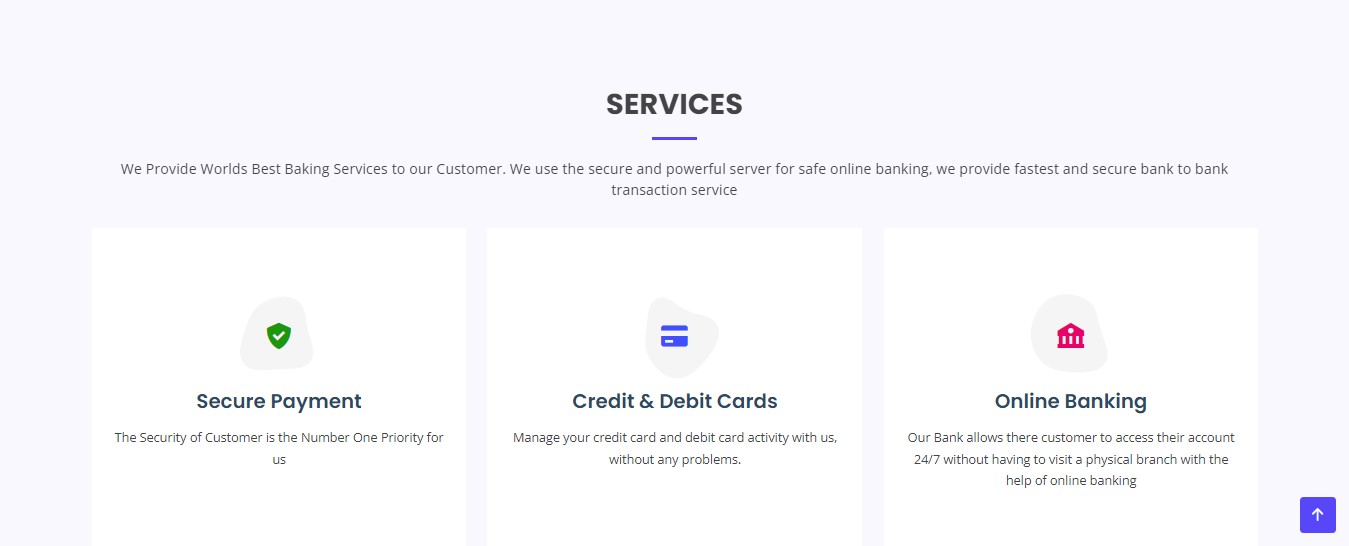 SERVICES
We Provide Worlds Best Baking Services to our Customer. We use the secure and powerful server for safe online banking, we provide fastest and secure bank to bank
transaction service
Secure Payment
The Security of Customer is the Number One Priority for
us
Credit & Debit Cards
Manage your credit card and debit card activity with us,
without any problems.
Online Banking
Our Bank allows there customer to access their account
24/7 without having to visit a physical branch with the
help of online banking